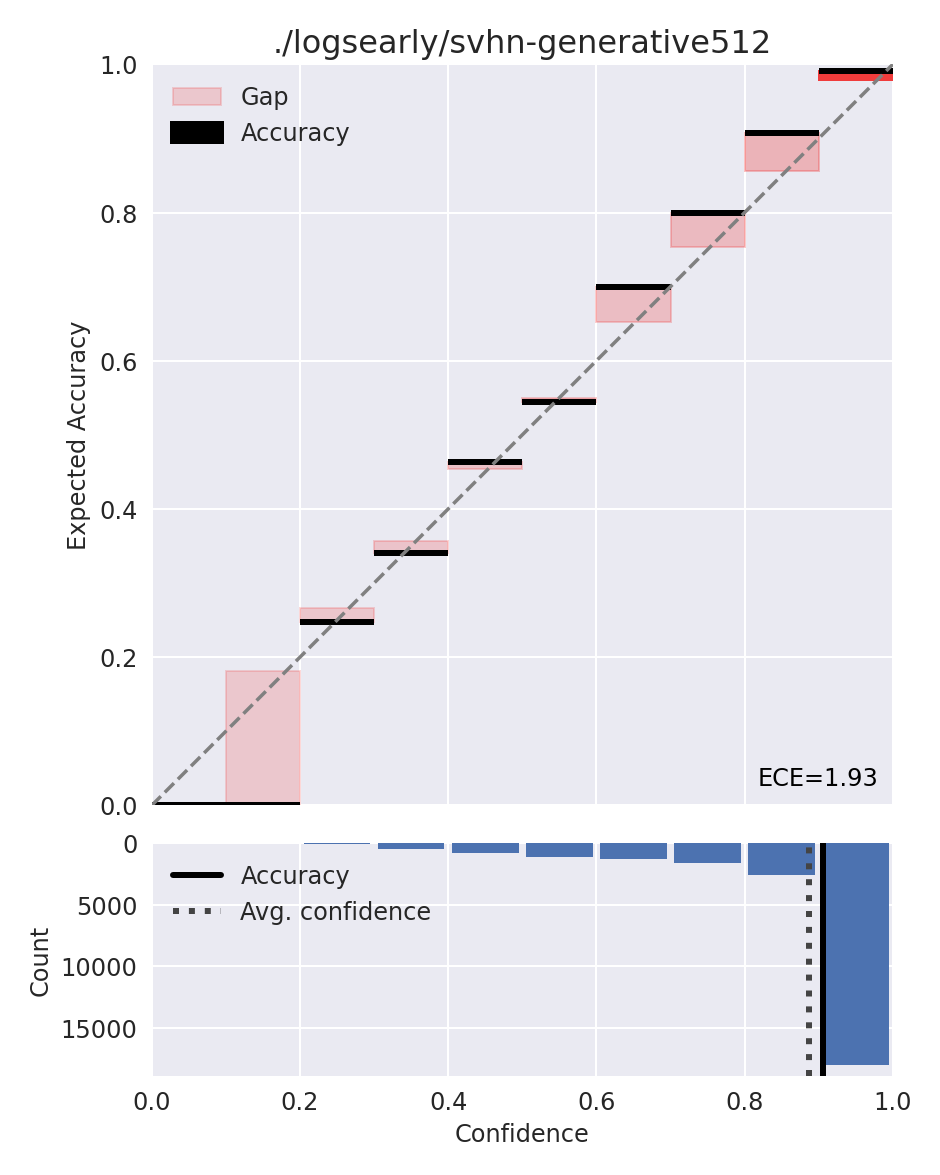 ./logsearly/svhn-generative512
1.0
Gap
Accuracy
0.8
0.6
Expected Accuracy
0.4
0.2
ECE=1.93
0.0
0
Accuracy
5000
Avg. confidence
Count
10000
15000
0.0 0.2 0.4 0.6 0.8 1.0
Confidence